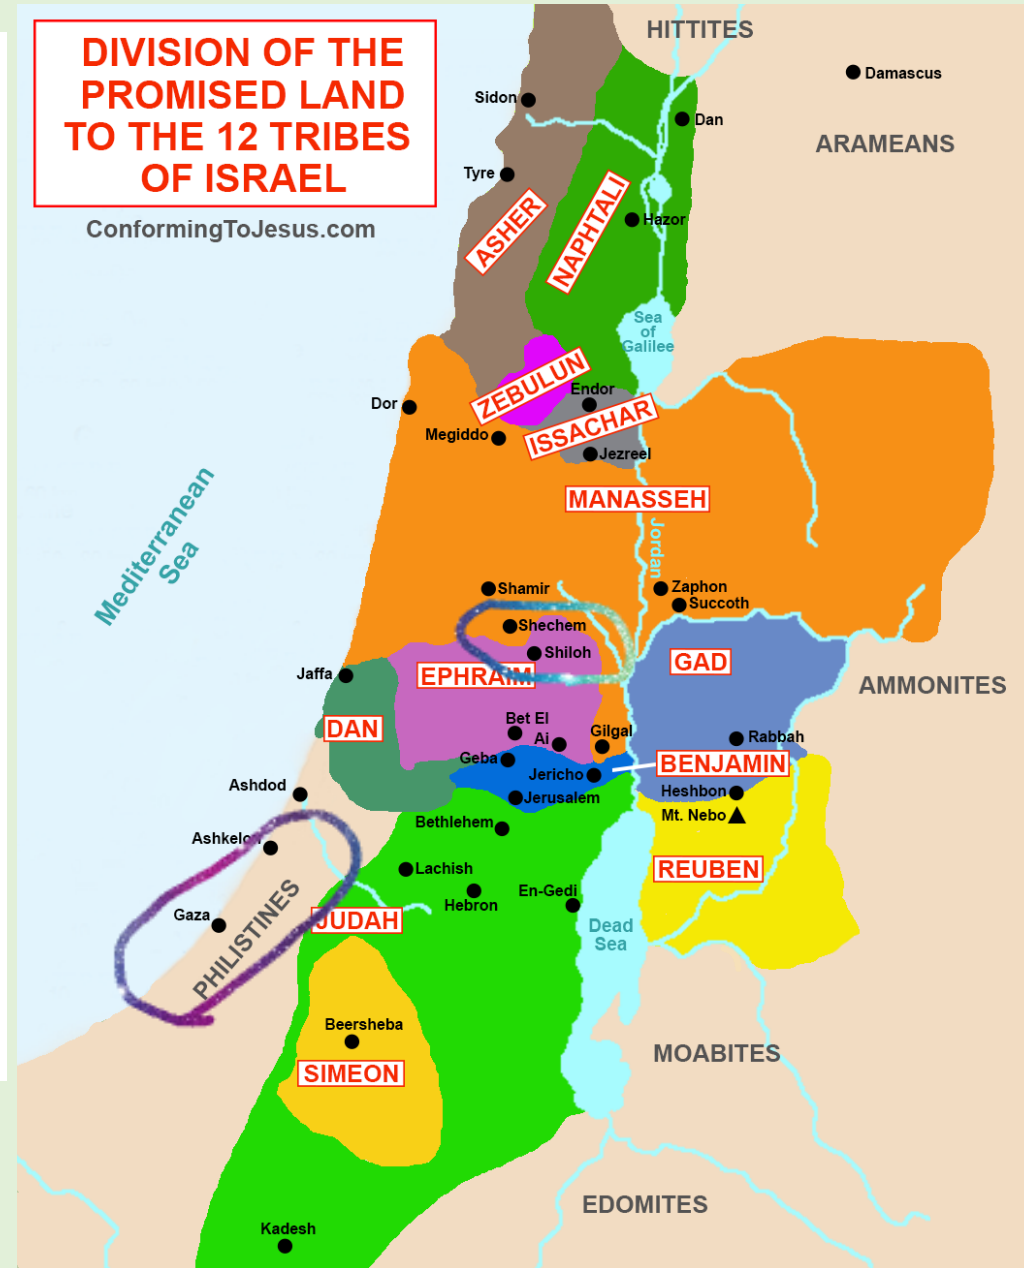 DIVISION OF THE
PROMISED LAND
TO THE 12 TRIBES
OF ISRAEL
ConformingToJesus.com
HITTITES
Damascus
Sidon
Dan
ARAMEANS
Tyre
ASHER
NAPHTALI
Hazor
Sea
of
Galilee
ZEBULUN
Endor
Dor
ISSACHAR
Megiddo
Jezreel
MANASSEH
Mediterranean
Sea
Jordan
Shamir
Zaphon
Succoth
Shechem
Shiloh
GAD
Jaffa
EPHRAIM
AMMONITES
DAN
Bet El
Ai
Gilgal
Rabbah
Geba
BENJAMIN
Jericho
Ashdod
Heshbon
Jerusalem
Mt. Nebo
Bethlehem
Ashkelon
Lachish
REUBEN
Hebron
En-Gedi
Gaza
PHILISTINES
JUDAH
Dead
Sea
Beersheba
MOABITES
SIMEON
EDOMITES
Kadesh